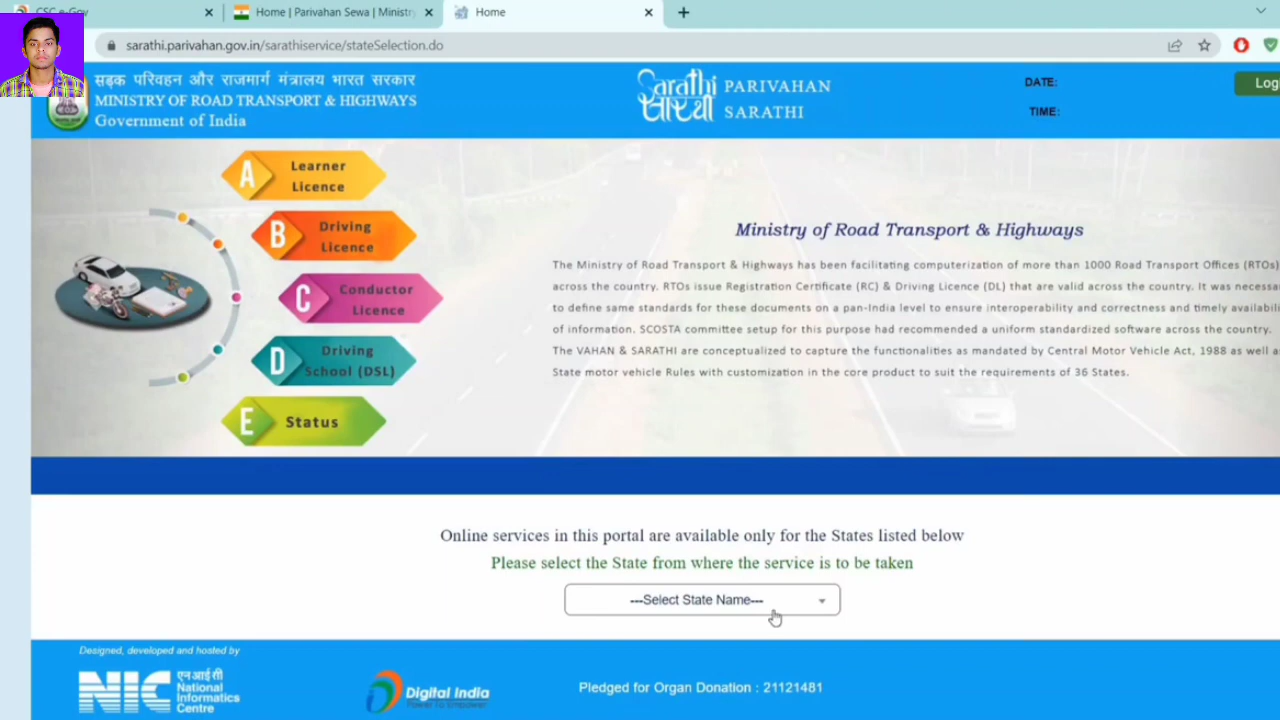 CSC e-Gov
Home | Parivahan Sewa | Ministry
Home
sarathi.parivahan.gov.in/sarathiservice/stateSelection.do
सड़क परिवहन और राजमार्ग मंत्रालय भारत सरकार
MINISTRY OF ROAD TRANSPORT & HIGHWAYS
Government of India
Sarathi
सारथी
PARIVAHAN
SARATHI
DATE:
TIME:
Logi
A Learner
Licence
B Driving
Licence
C Conductor
Licence
D Driving
School (DSL)
E Status
Ministry of Road Transport & Highways
The Ministry of Road Transport & Highways has been facilitating computerization of more than 1000 Road Transport Offices (RTOs)
across the country. RTOs issue Registration Certificate (RC) & Driving Licence (DL) that are valid across the country. It was necessa
to define same standards for these documents on a pan-India level to ensure interoperability and correctness and timely availabili
of information. SCOSTA committee setup for this purpose had recommended a uniform standardized software across the country.
The VAHAN & SARATHI are conceptualized to capture the functionalities as mandated by Central Motor Vehicle Act, 1988 as well a
State motor vehicle Rules with customization in the core product to suit the requirements of 36 States.
Online services in this portal are available only for the States listed below
Please select the State from where the service is to be taken
---Select State Name---
Designed, developed and hosted by
NIC
एन आई सी
National
Informatics
Centre
Digital India
Power To Empower
Pledged for Organ Donation : 21121481